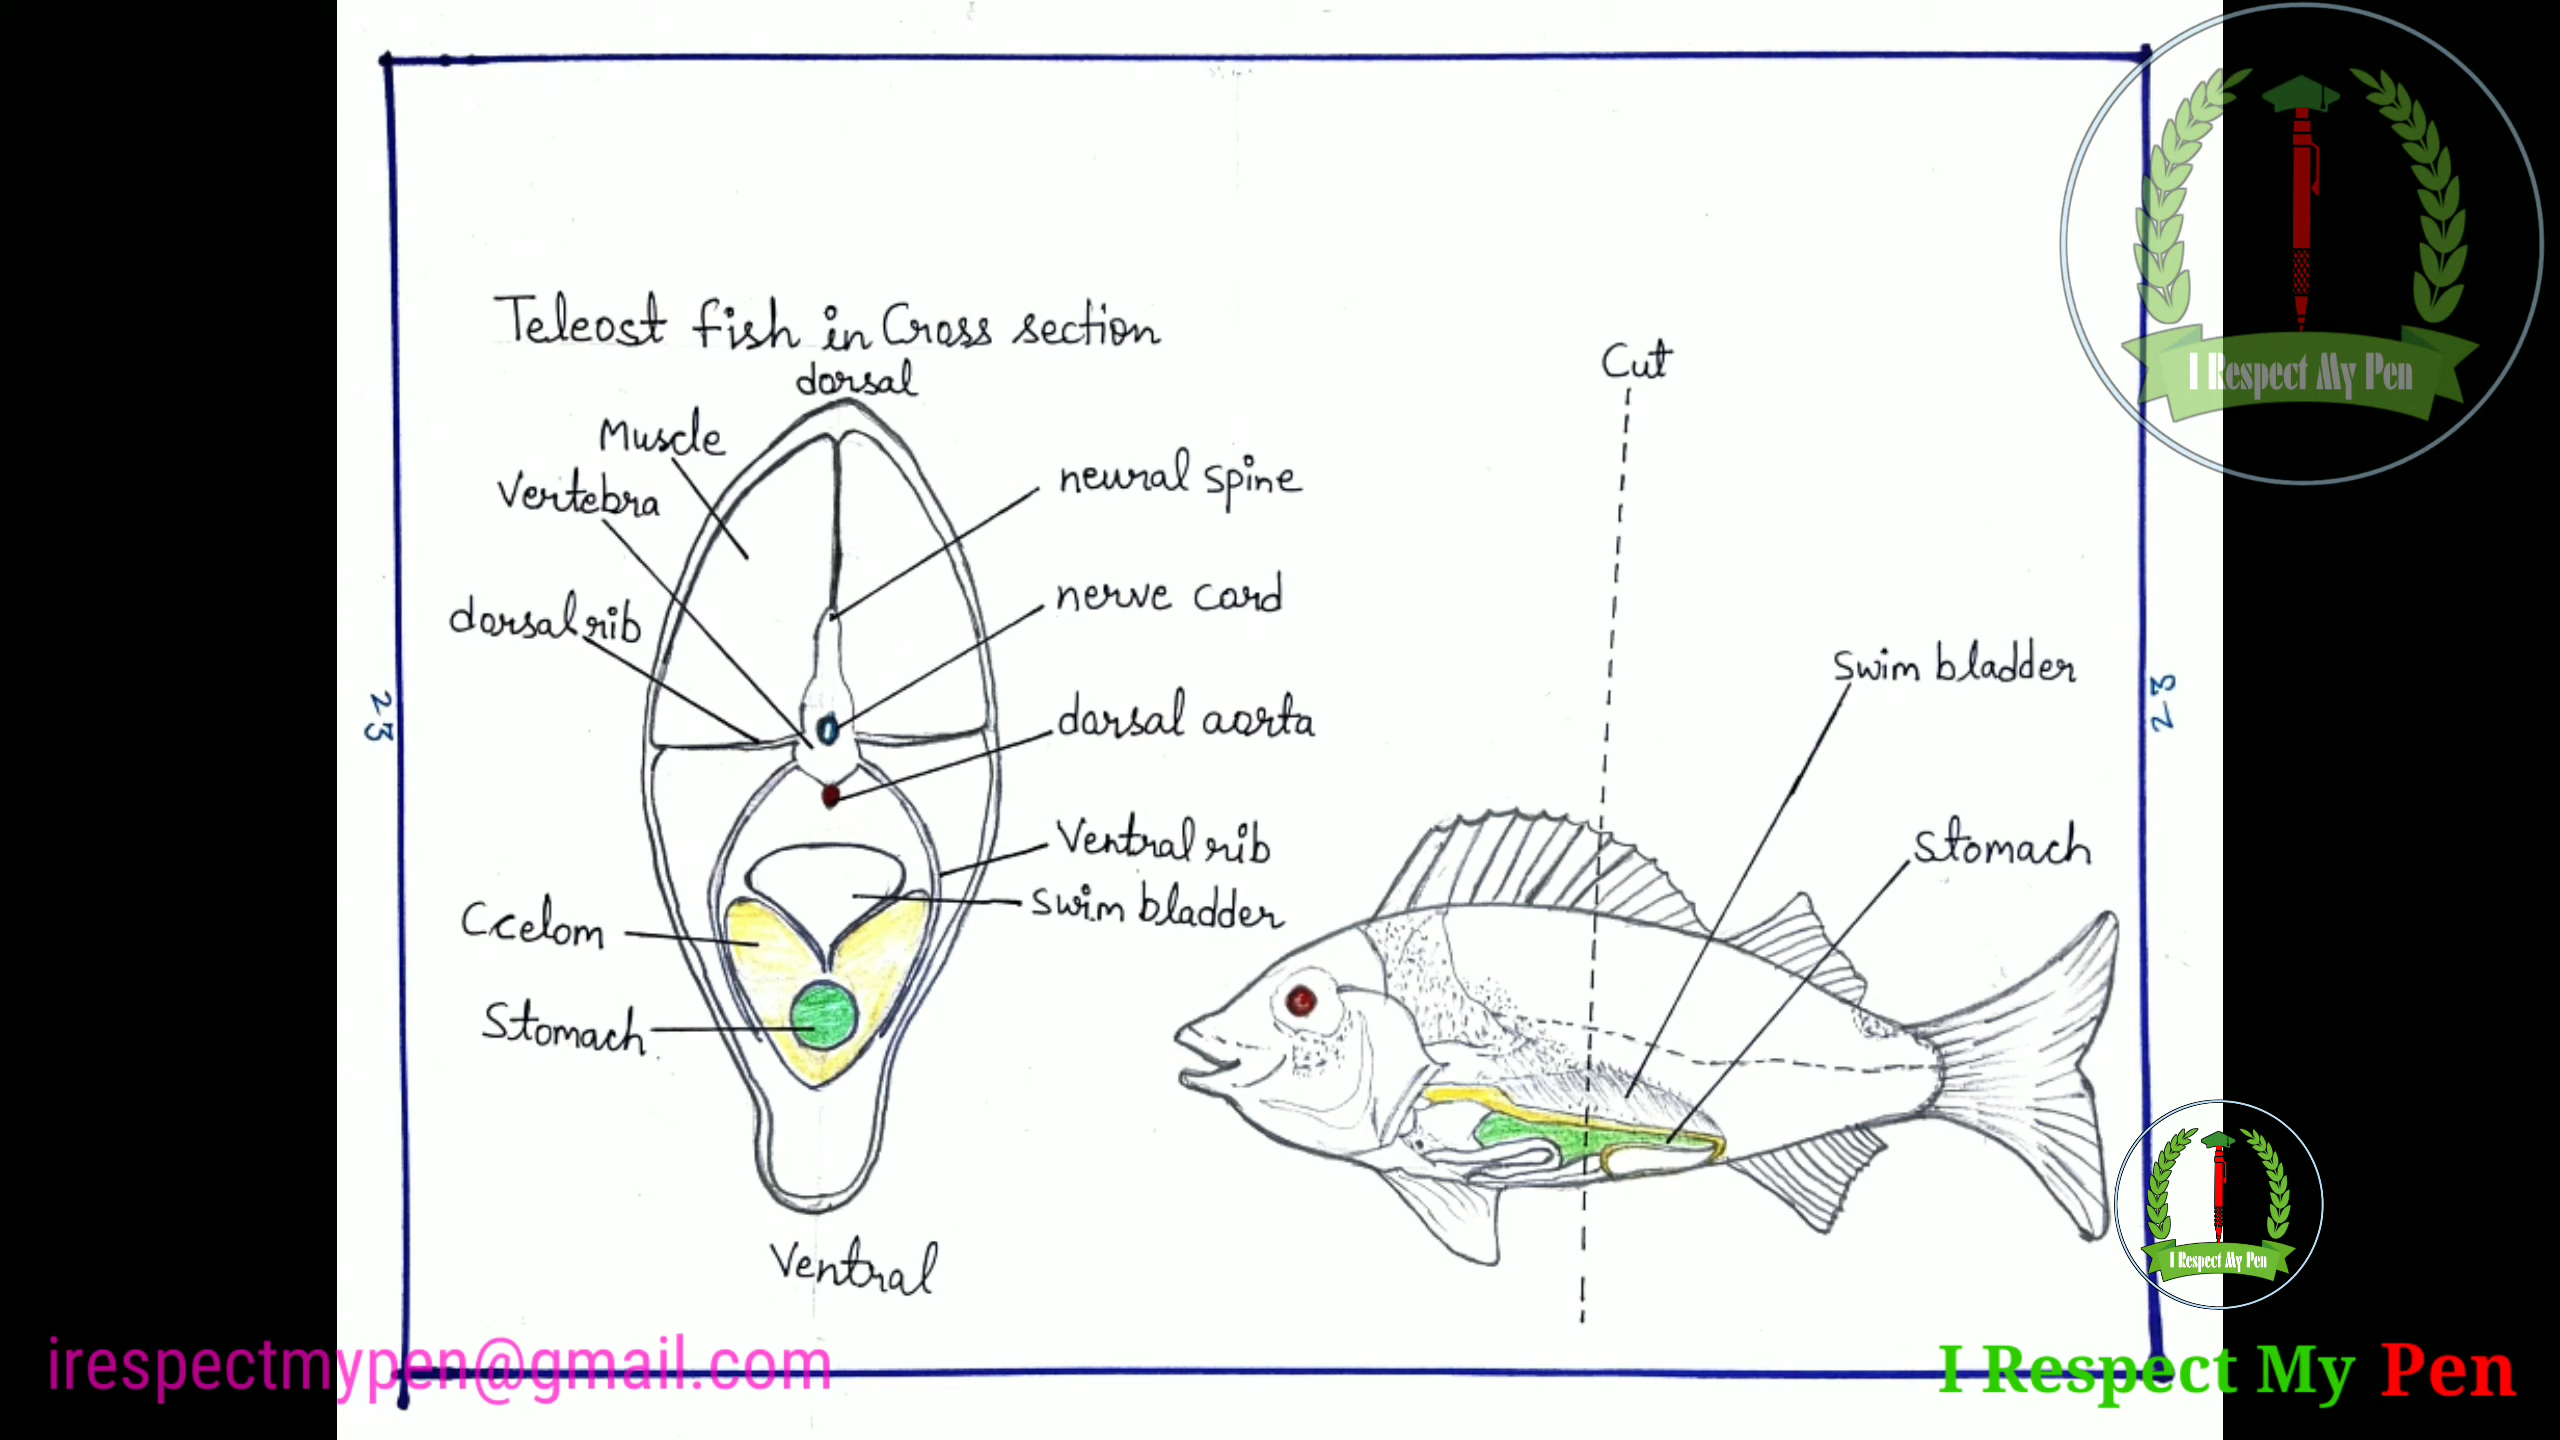 Teleost fish in Cross section
dorsal
Muscle
Vertebra
dorsal rib
neural spine
nerve cord
dorsal aorta
Ventral rib
swim bladder
Ccelom
Stomach
Ventral
Cut
swim bladder
stomach
23
23
I Respect My Pen
I Respect My Pen
irespectmypen@gmail.com
I Respect My Pen